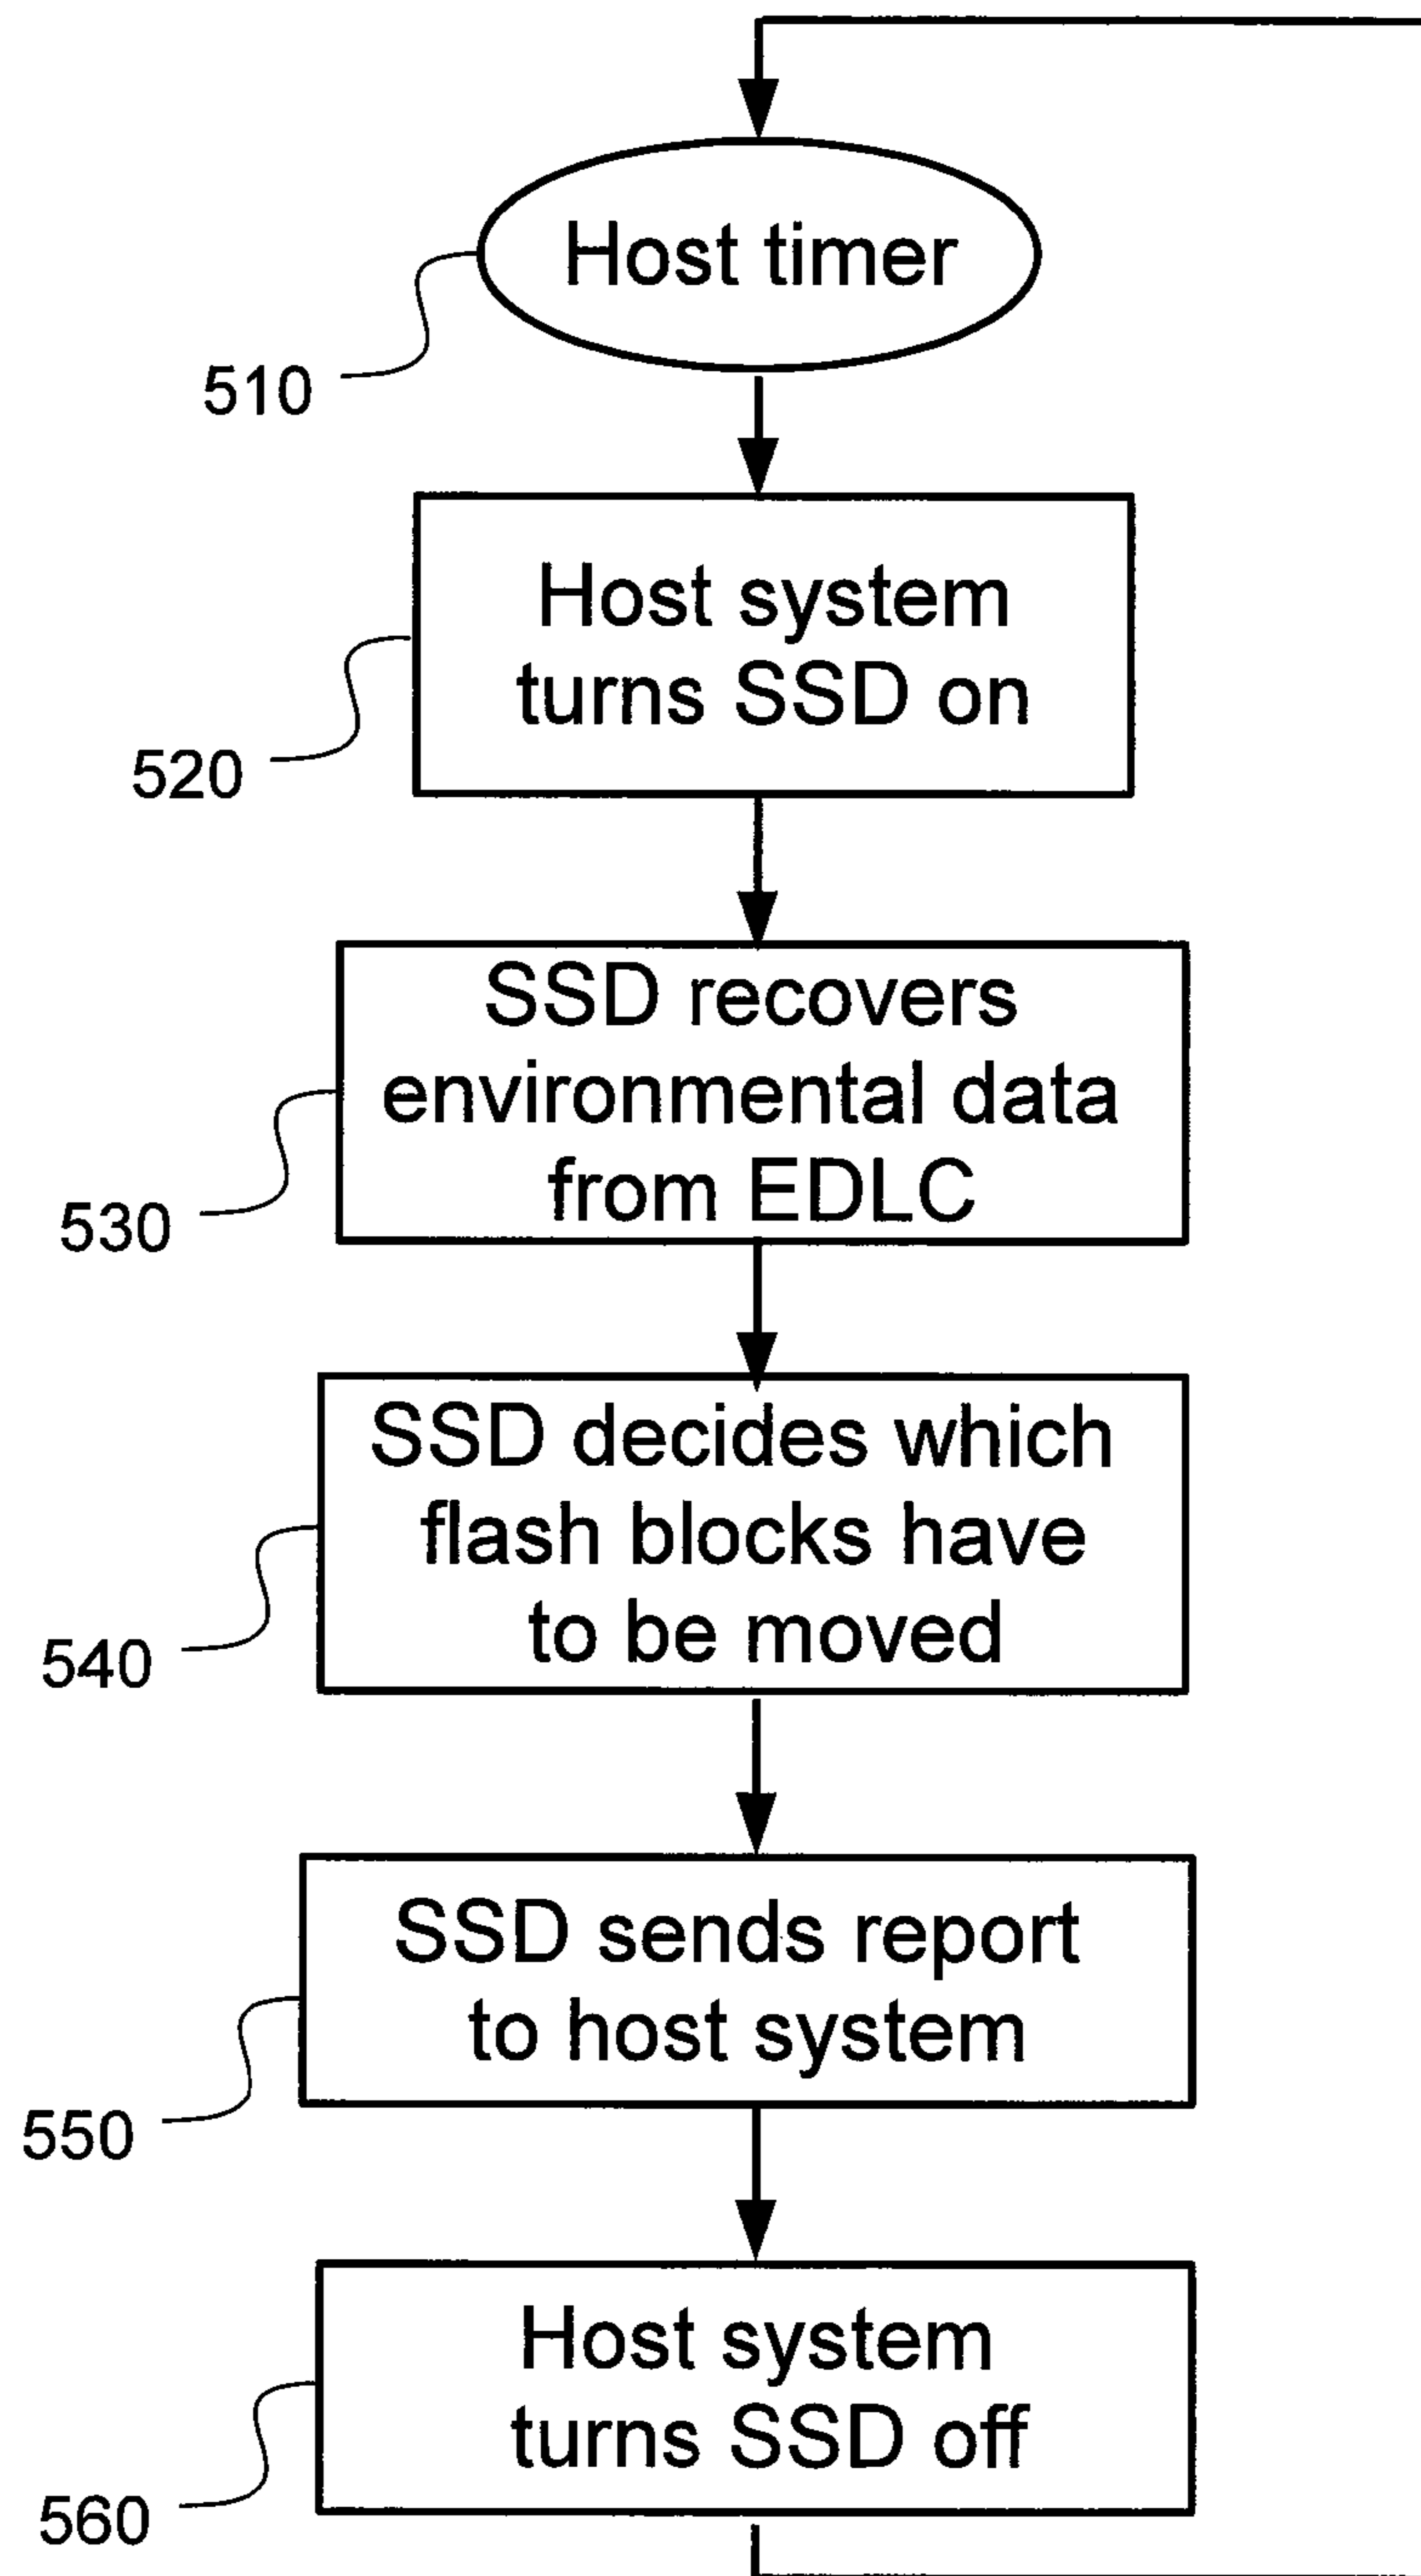 Host timer
510
Host system
turns SSD on
520
SSD recovers
environmental data
from EDLC
530
SSD decides which
flash blocks have
to be moved
540
SSD sends report
to host system
550
Host system
turns SSD off
560